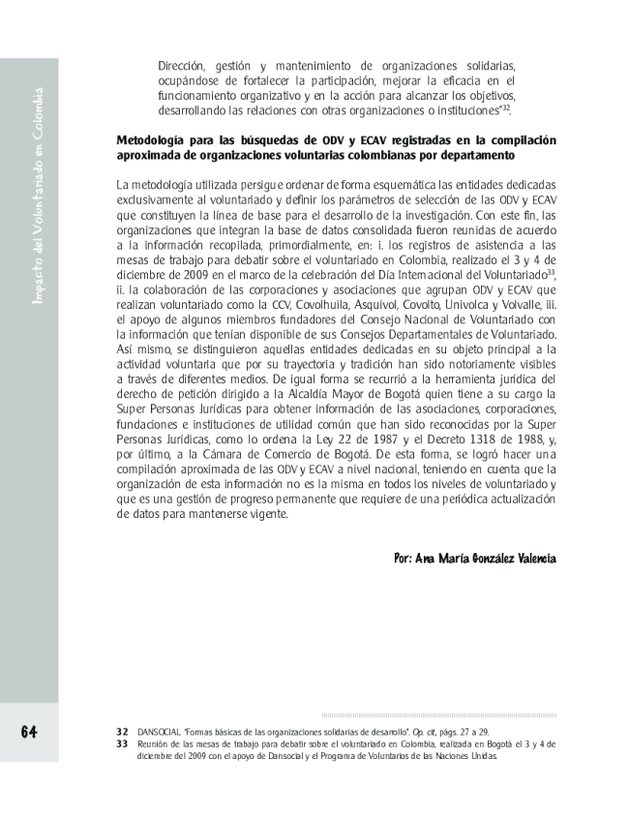 Impacto del Voluntariado en Colombia
Dirección, gestión y mantenimiento de organizaciones solidarias,
ocupándose de fortalecer la participación, mejorar la eficacia en el
funcionamiento organizativo y en la acción para alcanzar los objetivos,
desarrollando las relaciones con otras organizaciones o instituciones”32.
Metodología para las búsquedas de ODV y ECAV registradas en la compilación
aproximada de organizaciones voluntarias colombianas por departamento
La metodología utilizada persigue ordenar de forma esquemática las entidades dedicadas
exclusivamente al voluntariado y definir los parámetros de selección de las ODV y ECAV
que constituyen la línea de base para el desarrollo de la investigación. Con este fin, las
organizaciones que integran la base de datos consolidada fueron reunidas de acuerdo
a la información recopilada, primordialmente, en: i. los registros de asistencia a las
mesas de trabajo para debatir sobre el voluntariado en Colombia, realizado el 3 y 4 de
diciembre de 2009 en el marco de la celebración del Día Internacional del Voluntariado33,
ii. la colaboración de las corporaciones y asociaciones que agrupan ODV y ECAV que
realizan voluntariado como la CCV, Covolhuila, Asquivol, Covolto, Univolca y Volvalle, iii.
el apoyo de algunos miembros fundadores del Consejo Nacional de Voluntariado con
la información que tenían disponible de sus Consejos Departamentales de Voluntariado.
Así mismo, se distinguieron aquellas entidades dedicadas en su objeto principal a la
actividad voluntaria que por su trayectoria y tradición han sido notoriamente visibles
a través de diferentes medios. De igual forma se recurrió a la herramienta jurídica del
derecho de petición dirigido a la Alcaldía Mayor de Bogotá quien tiene a su cargo la
Super Personas Jurídicas para obtener información de las asociaciones, corporaciones,
fundaciones e instituciones de utilidad común que han sido reconocidas por la Super
Personas Jurídicas, como lo ordena la Ley 22 de 1987 y el Decreto 1318 de 1988, y,
por último, a la Cámara de Comercio de Bogotá. De esta forma, se logró hacer una
compilación aproximada de las ODV y ECAV a nivel nacional, teniendo en cuenta que la
organización de esta información no es la misma en todos los niveles de voluntariado y
que es una gestión de progreso permanente que requiere de una periódica actualización
de datos para mantenerse vigente.
Por: Ana María González Valencia
64
32 DANSOCIAL. “Formas básicas de las organizaciones solidarias de desarrollo”. Op. cit., págs. 27 a 29.
33 Reunión de las mesas de trabajo para debatir sobre el voluntariado en Colombia, realizada en Bogotá el 3 y 4 de
diciembre del 2009 con el apoyo de Dansocial y el Programa de Voluntarios de las Naciones Unidas.